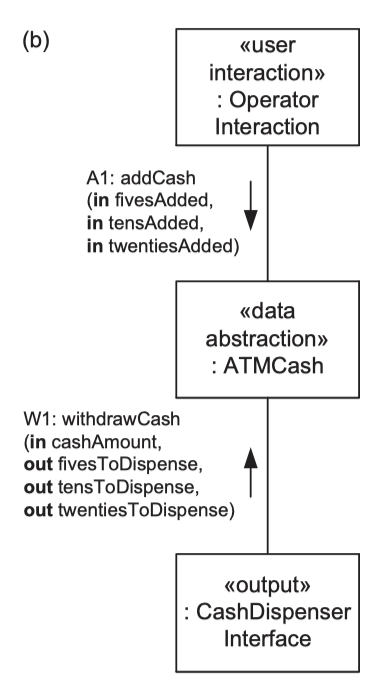 (b)
«user
interaction»
: Operator
Interaction
A1: addCash
(in fivesAdded,
in tensAdded,
in twentiesAdded)
«data
abstraction»
: ATMCash
W1: withdrawCash
(in cashAmount,
out fivesToDispense,
out tensToDispense,
out twentiesToDispense)
«output»
: CashDispenser
Interface